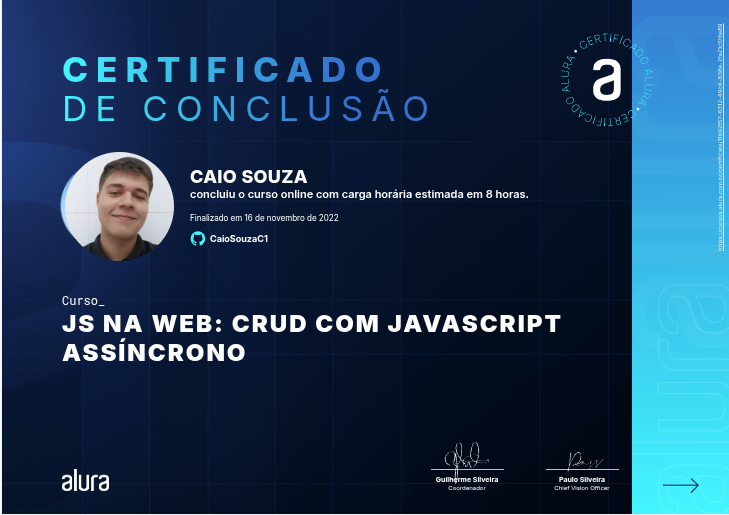 CERTIFICADO
DE CONCLUSÃO
CERTIFICADO ALURA • CERTIFICADO ALURA •
a
CAIO SOUZA
concluiu o curso online com carga horária estimada em 8 horas.
Finalizado em 16 de novembro de 2022
CaioSouzaC1
Curso_
JS NA WEB: CRUD COM JAVASCRIPT
ASSÍNCRONO
alura
Guilherme Silveira
Coordenador
Paulo Silveira
Chief Vision Officer
alura